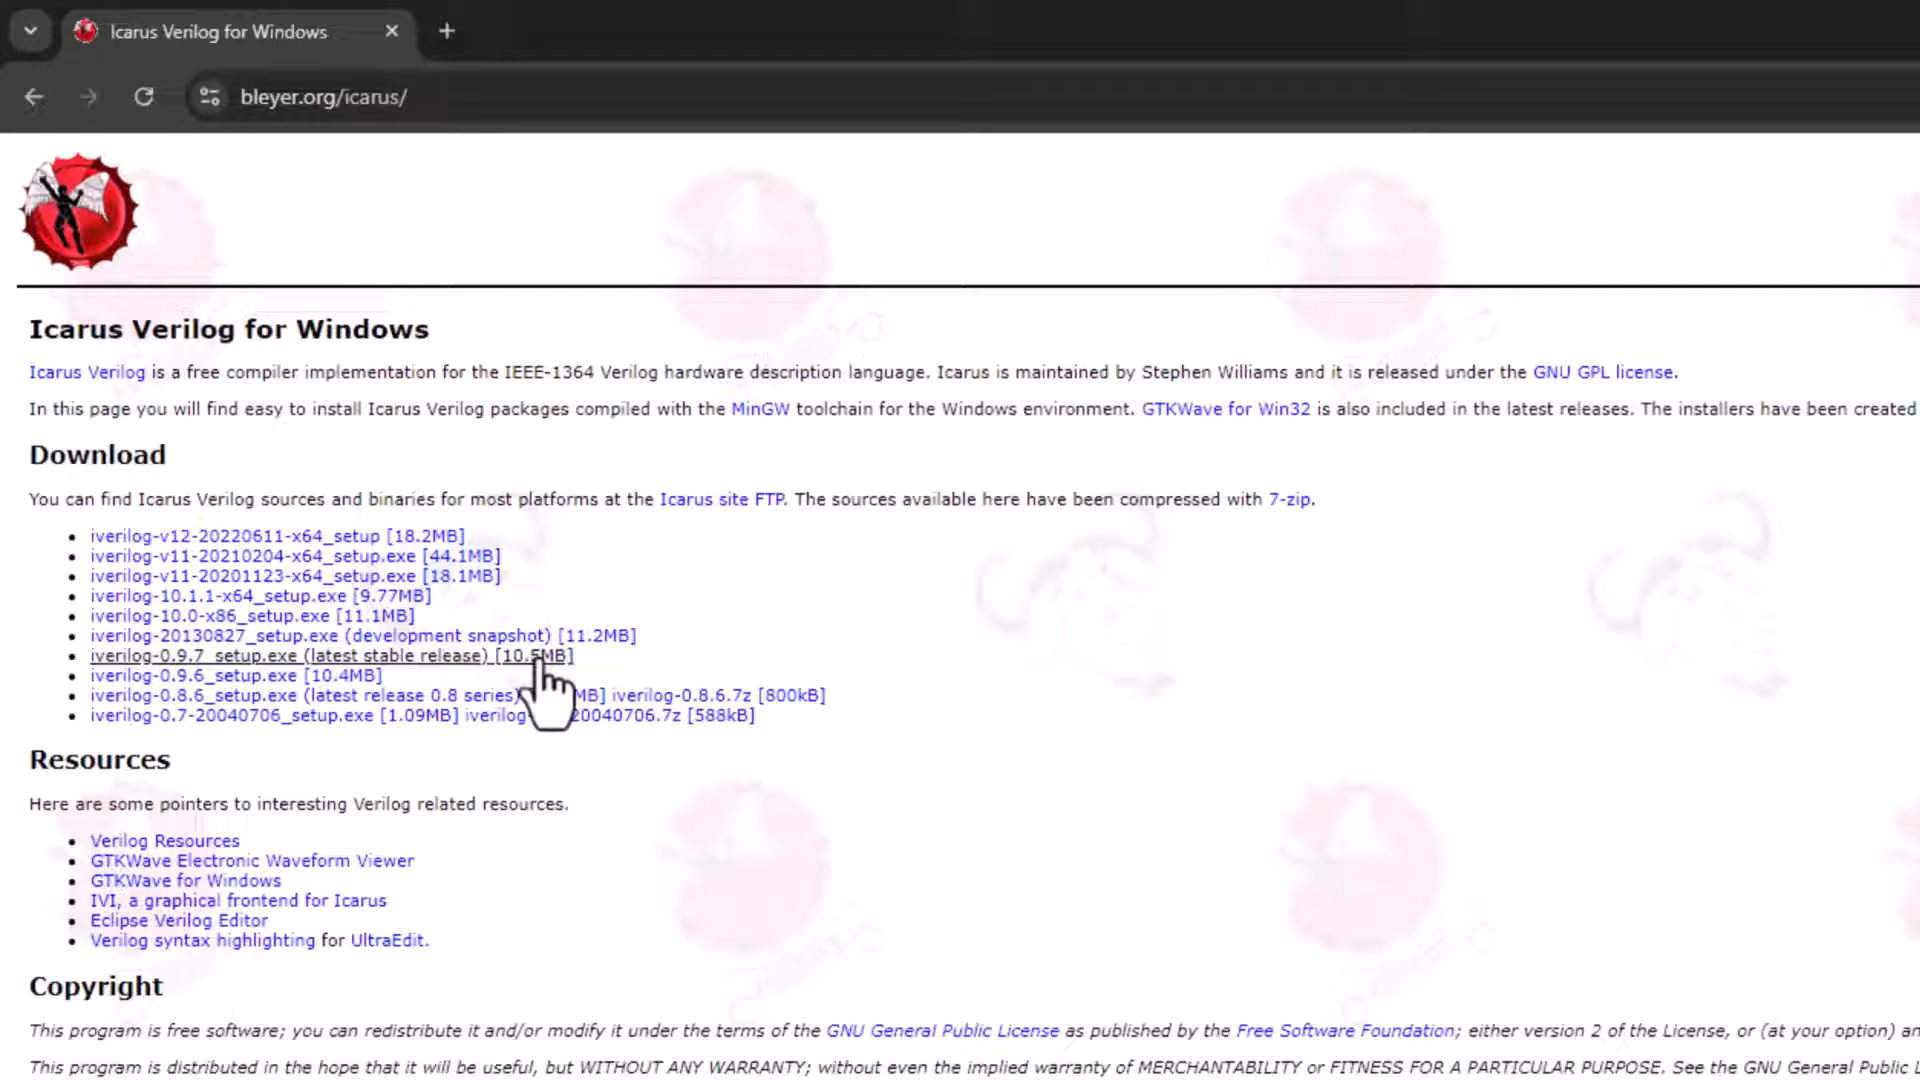 Icarus Verilog for Windows
bleyer.org/icarus/
Icarus Verilog for Windows
Icarus Verilog is a free compiler implementation for the IEEE-1364 Verilog hardware description language. Icarus is maintained by Stephen Williams and it is released under the GNU GPL license.
In this page you will find easy to install Icarus Verilog packages compiled with the MinGW toolchain for the Windows environment. GTKWave for Win32 is also included in the latest releases. The installers have been created
Download
You can find Icarus Verilog sources and binaries for most platforms at the Icarus site FTP. The sources available here have been compressed with 7-zip.
iverilog-v12-20220611-x64_setup [18.2MB]
iverilog-v11-20210204-x64_setup.exe [44.1MB]
iverilog-v11-20201123-x64_setup.exe [18.1MB]
iverilog-10.1.1-x64_setup.exe [9.77MB]
iverilog-10.0-x86_setup.exe [11.1MB]
iverilog-20130827_setup.exe (development snapshot) [11.2MB]
iverilog-0.9.7_setup.exe (latest stable release) [10.5MB]
iverilog-0.9.6_setup.exe [10.4MB]
iverilog-0.8.6_setup.exe (latest release 0.8 series) MB] iverilog-0.8.6.7z [800kB]
iverilog-0.7-20040706_setup.exe [1.09MB] iverilog- 20040706.7z [588kB]
Resources
Here are some pointers to interesting Verilog related resources.
Verilog Resources
GTKWave Electronic Waveform Viewer
GTKWave for Windows
IVI, a graphical frontend for Icarus
Eclipse Verilog Editor
Verilog syntax highlighting for UltraEdit.
Copyright
This program is free software; you can redistribute it and/or modify it under the terms of the GNU General Public License as published by the Free Software Foundation; either version 2 of the License, or (at your option) an
This program is distributed in the hope that it will be useful, but WITHOUT ANY WARRANTY; without even the implied warranty of MERCHANTABILITY or FITNESS FOR A PARTICULAR PURPOSE. See the GNU General Public L